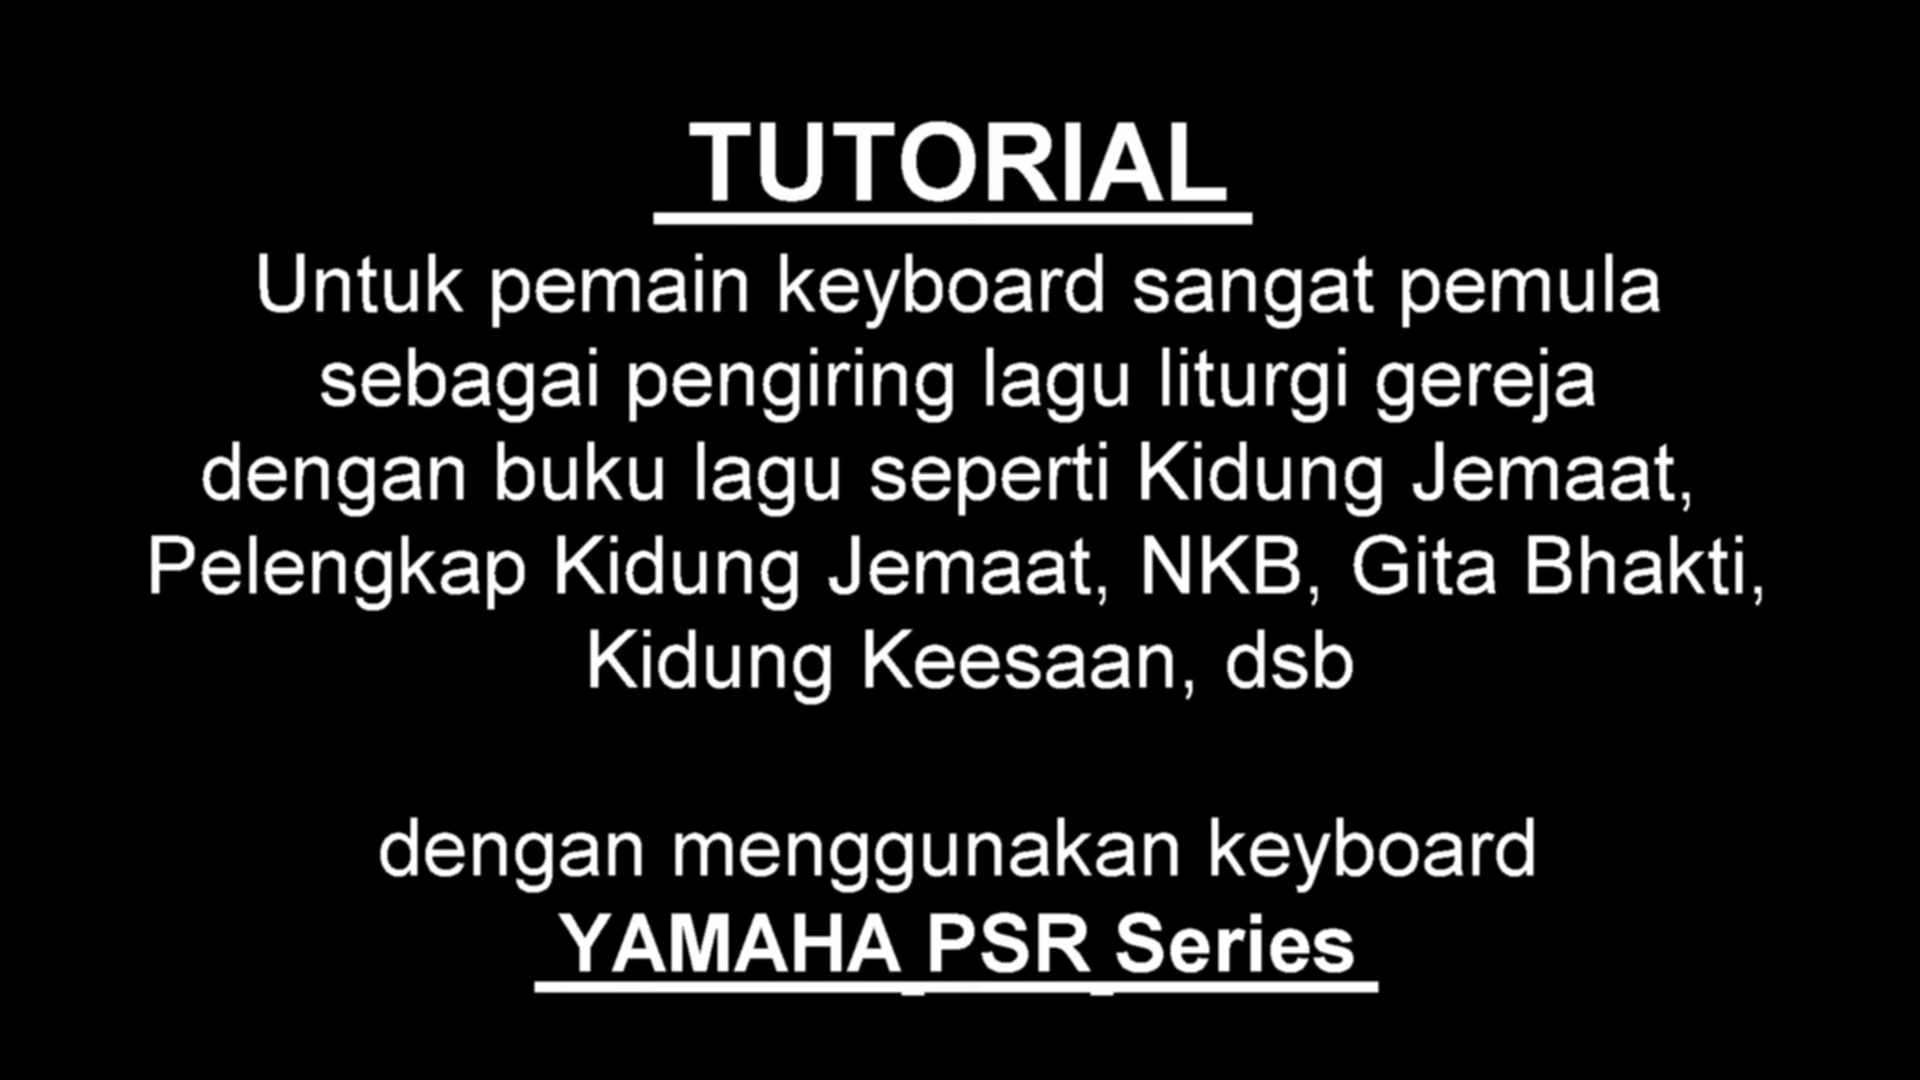 TUTORIAL
Untuk pemain keyboard sangat pemula
sebagai pengiring lagu liturgi gereja
dengan buku lagu seperti Kidung Jemaat,
Pelengkap Kidung Jemaat, NKB, Gita Bhakti,
Kidung Keesaan, dsb
dengan menggunakan keyboard
YAMAHA PSR Series